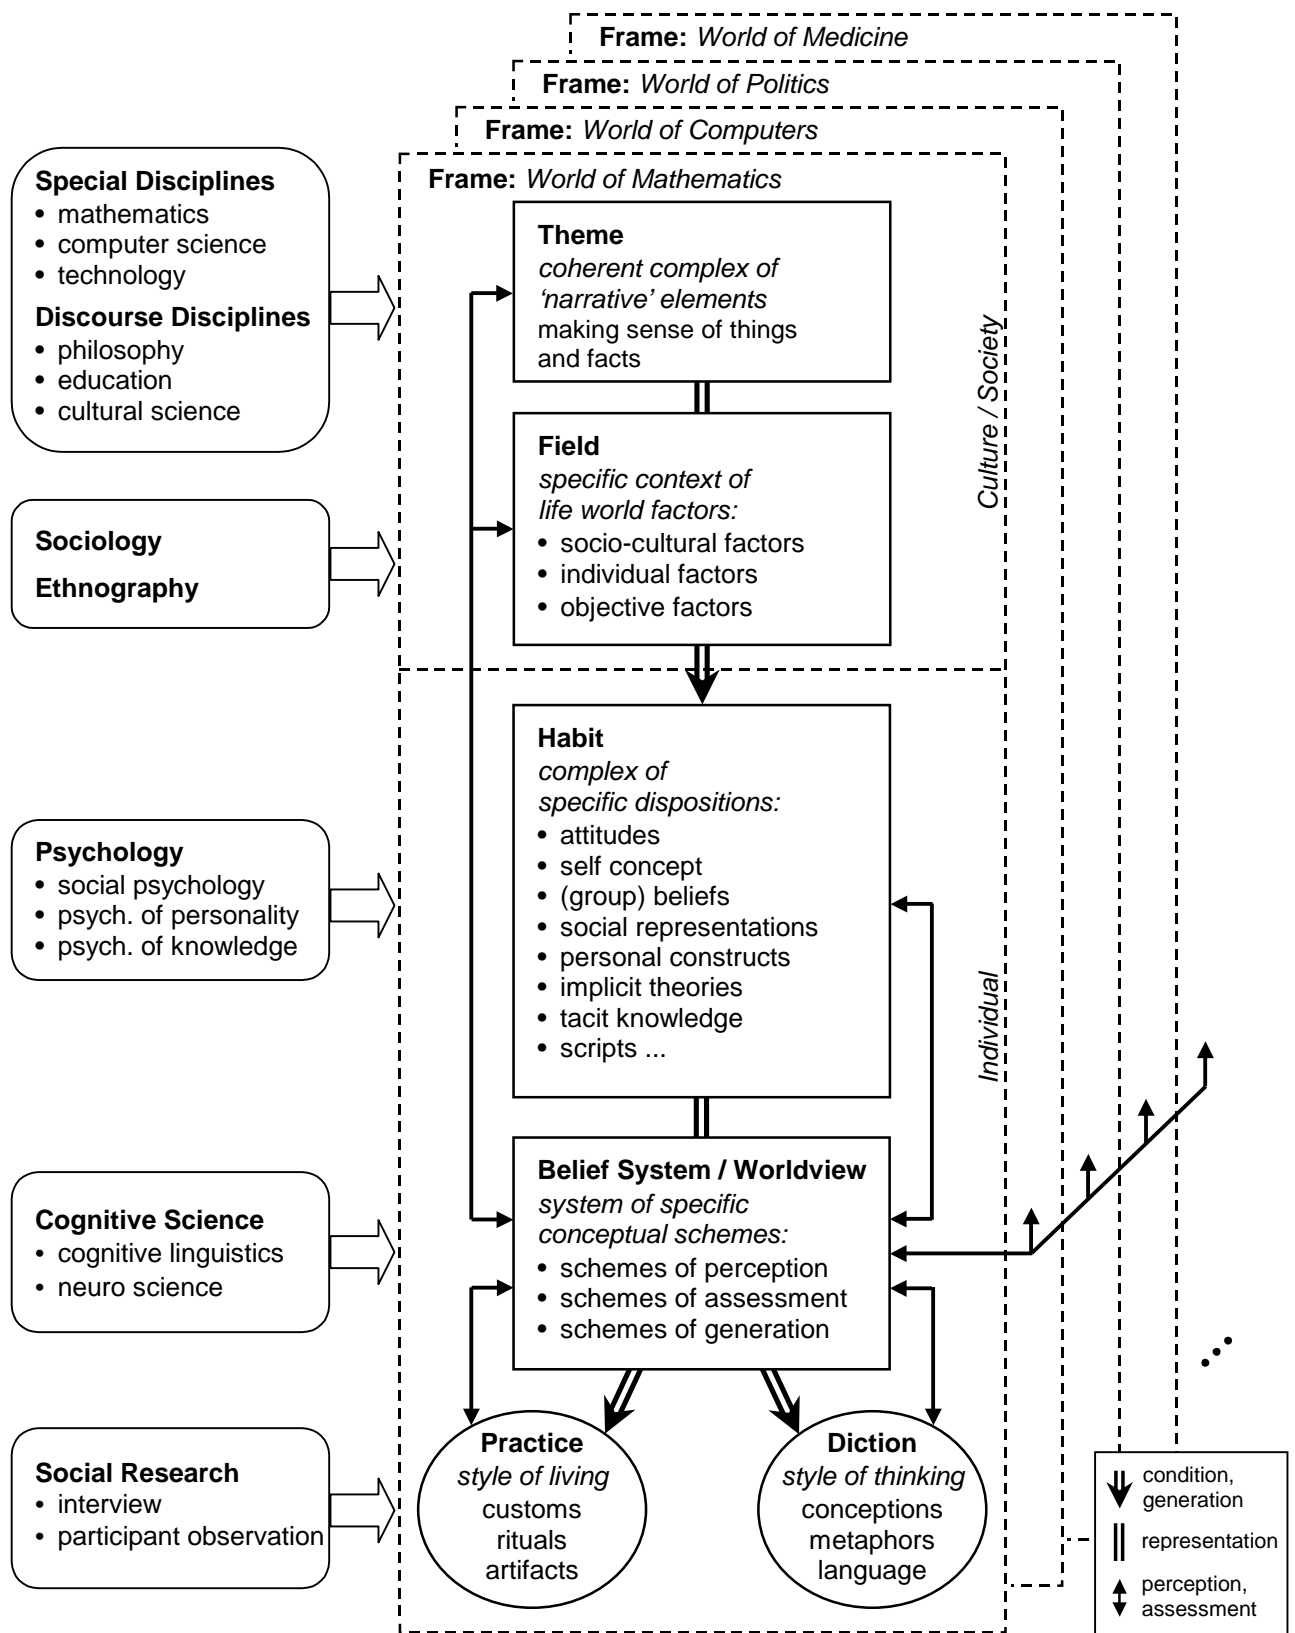 Frame: World of Medicine
Frame: World of Politics
Frame: World of Computers
Frame: World of Mathematics
Special Disciplines
• mathematics
• computer science
• technology
Discourse Disciplines
• philosophy
• education
• cultural science
Theme
coherent complex of
‘narrative’ elements
making sense of things
and facts
Culture / Society
Field
specific context of
life world factors:
• socio-cultural factors
• individual factors
• objective factors
Sociology
Ethnography
Habit
complex of
specific dispositions:
• attitudes
• self concept
• (group) beliefs
• social representations
• personal constructs
• implicit theories
• tacit knowledge
• scripts ...
Psychology
• social psychology
• psych. of personality
• psych. of knowledge
Individual
Belief System / Worldview
system of specific
conceptual schemes:
• schemes of perception
• schemes of assessment
• schemes of generation
Cognitive Science
• cognitive linguistics
• neuro science
Social Research
• interview
• participant observation
Practice
style of living
customs
rituals
artifacts
Diction
style of thinking
conceptions
metaphors
language
condition,
generation
representation
perception,
assessment